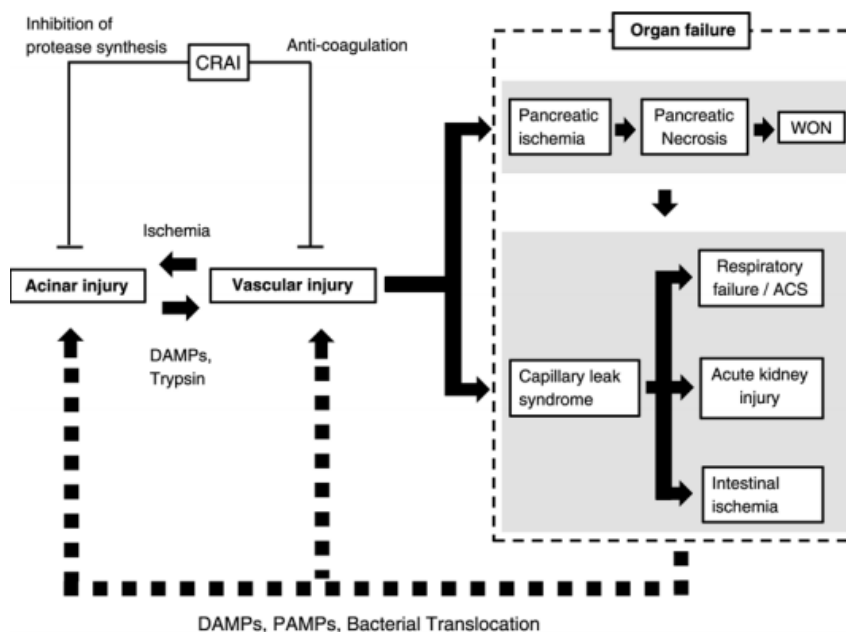 Inhibition of
protease synthesis
CRAI
Anti-coagulation
Organ failure
Pancreatic
ischemia
Pancreatic
Necrosis
WON
Ischemia
Acinar injury
Vascular injury
DAMPs,
Trypsin
Capillary leak
syndrome
Respiratory
failure / ACS
Acute kidney
injury
Intestinal
ischemia
DAMPs, PAMPs, Bacterial Translocation